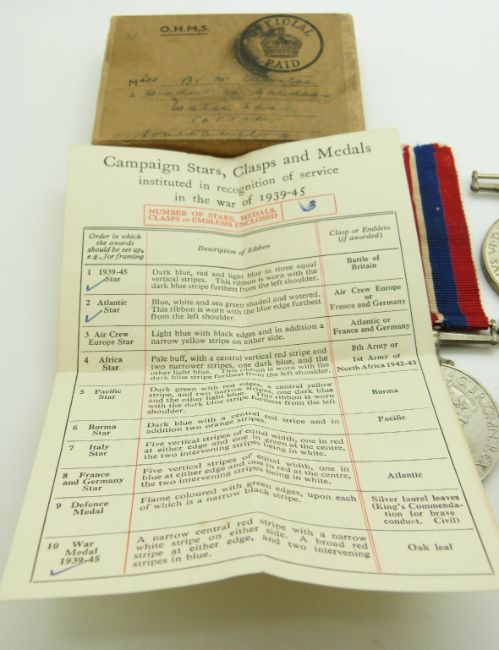 O.H.M.S.
OFFICIAL
PAID
Miss B. W.
2 Gardens
Water Lane
TOTTON
Southampton
Campaign Stars, Clasps and Medals
instituted in recognition of service
in the war of 1939-45
NUMBER OF STARS, MEDALS,
CLASPS or EMBLEMS ENCLOSED
3
Order in which
the awards
should be set up,
e.g., for framing
Description of Ribbon
Clasp or Emblem
(if awarded)
1 1939-45
Star
Dark blue, red and light blue in three equal
vertical stripes. This ribbon is worn with the
dark blue stripe furthest from the left shoulder.
Battle of
Britain
2 Atlantic
Star
Blue, white and sea green shaded and watered.
This ribbon is worn with the blue edge furthest
from the left shoulder.
Air Crew Europe
or
France and Germany
3 Air Crew
Europe Star
Light blue with black edges and in addition a
narrow yellow stripe on either side.
Atlantic or
France and Germany
4 Africa
Star
Pale buff, with a central vertical red stripe and
two narrower stripes, one dark blue, and the
other light blue. This ribbon is worn with the
dark blue stripe furthest from the left shoulder.
8th Army or
1st Army or
North Africa 1942-43
5 Pacific
Star
Dark green with red edges, a central yellow
stripe, and two narrow stripes, one dark blue
and the other light blue. This ribbon is worn
with the dark blue stripe furthest from the left
shoulder.
Burma
6 Burma
Star
Dark blue with a central red stripe and in
addition two orange stripes.
Pacific
7 Italy
Star
Five vertical stripes of equal width, one in red
at either edge and one in green at the centre,
the two intervening stripes being in white.
8 France
and Germany
Star
Five vertical stripes of equal width, one in
blue at either edge and one in red at the centre,
the two intervening stripes being in white.
Atlantic
9 Defence
Medal
Flame coloured with green edges, upon each
of which is a narrow black stripe.
Silver laurel leaves
(King's Commenda-
tion for brave
conduct. Civil)
10 War
Medal
1939-45
A narrow central red stripe with a narrow
white stripe on either side. A broad red
stripe at either edge, and two intervening
stripes in blue.
Oak leaf